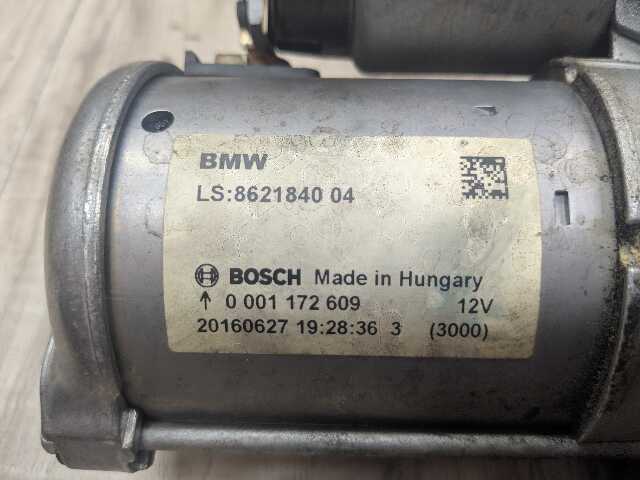 BMW
LS:8621840 04
BOSCH Made in Hungary
↑ 0 001 172 609 12V
20160627 19:28:36 3 (3000)